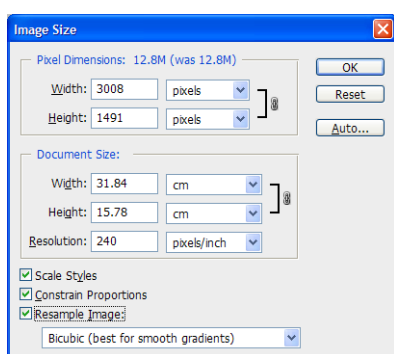 Image Size
Pixel Dimensions: 12.8M (was 12.8M)
Width: 3008 pixels
Height: 1491 pixels
OK
Reset
Auto...
Document Size:
Width: 31.84 cm
Height: 15.78 cm
Resolution: 240 pixels/inch
Scale Styles
Constrain Proportions
Resample Image:
Bicubic (best for smooth gradients)